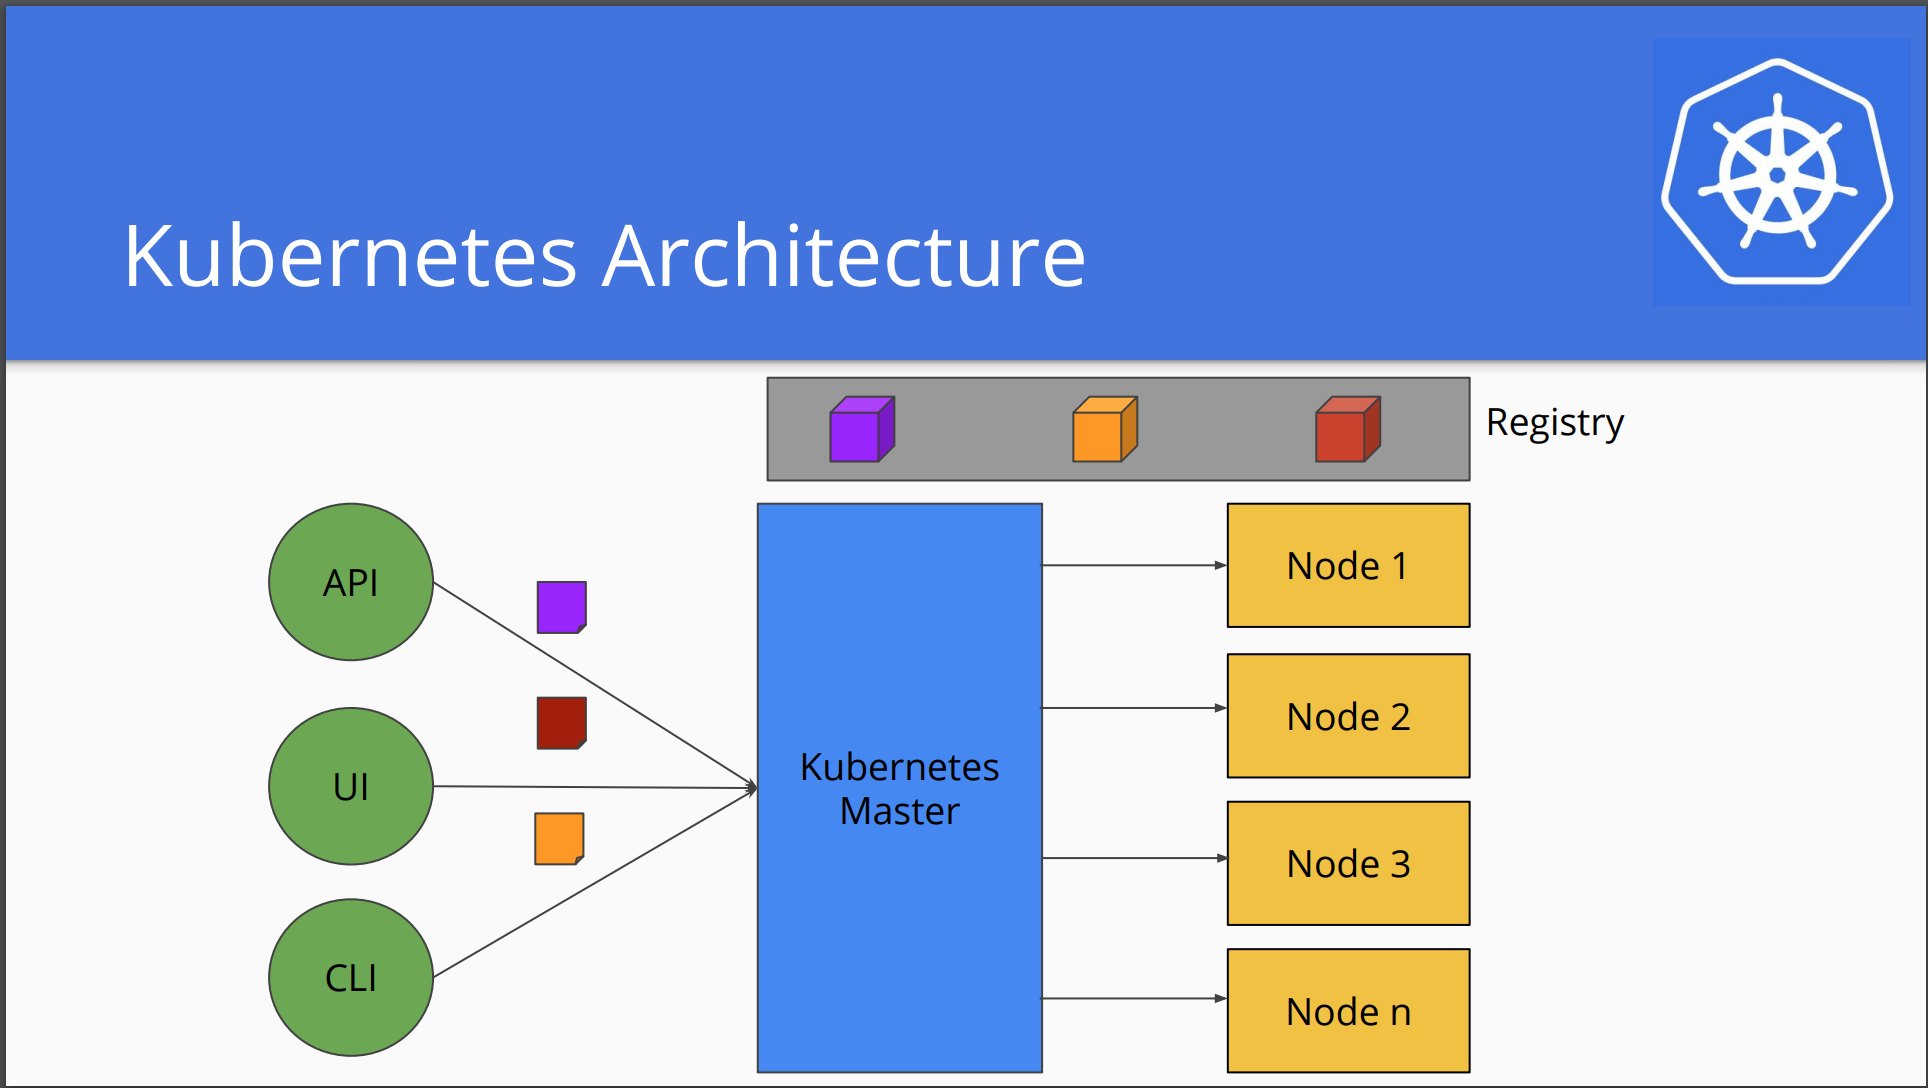 Kubernetes Architecture
Registry
API
UI
CLI
Kubernetes
Master
Node 1
Node 2
Node 3
Node n